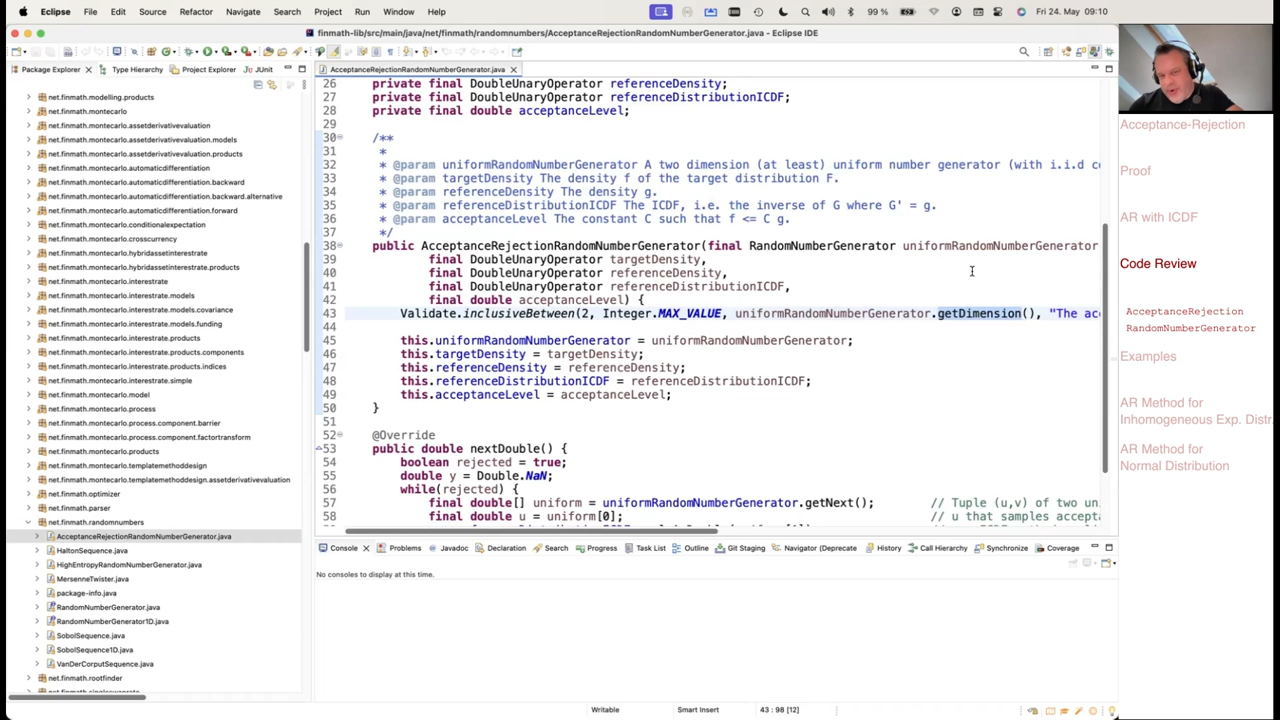 Eclipse File Edit Source Refactor Navigate Search Project Run Window Help 99 % Fri 24. May 09:10
finmath-lib/src/main/java/net/finmath/randomnumbers/AcceptanceRejectionRandomNumberGenerator.java – Eclipse IDE
Package Explorer Type Hierarchy Project Explorer JUnit
net.finmath.modelling.products
net.finmath.montecarlo
net.finmath.montecarlo.assetderivativevaluation
net.finmath.montecarlo.assetderivativevaluation.models
net.finmath.montecarlo.assetderivativevaluation.products
net.finmath.montecarlo.automaticdifferentiation
net.finmath.montecarlo.automaticdifferentiation.backward
net.finmath.montecarlo.automaticdifferentiation.backward.alternative
net.finmath.montecarlo.automaticdifferentiation.forward
net.finmath.montecarlo.conditionalexpectation
net.finmath.montecarlo.crosscurrency
net.finmath.montecarlo.hybridassetinterestrate
net.finmath.montecarlo.hybridassetinterestrate.products
net.finmath.montecarlo.interestrate
net.finmath.montecarlo.interestrate.models
net.finmath.montecarlo.interestrate.models.covariance
net.finmath.montecarlo.interestrate.models.funding
net.finmath.montecarlo.interestrate.products
net.finmath.montecarlo.interestrate.products.components
net.finmath.montecarlo.interestrate.products.indices
net.finmath.montecarlo.interestrate.simple
net.finmath.montecarlo.model
net.finmath.montecarlo.process
net.finmath.montecarlo.process.component.barrier
net.finmath.montecarlo.process.component.factortransform
net.finmath.montecarlo.products
net.finmath.montecarlo.templatemethoddesign
net.finmath.montecarlo.templatemethoddesign.assetderivativevaluation
net.finmath.optimizer
net.finmath.parser
net.finmath.randomnumbers
AcceptanceRejectionRandomNumberGenerator.java
HaltonSequence.java
HighEntropyRandomNumberGenerator.java
MersenneTwister.java
package-info.java
RandomNumberGenerator.java
RandomNumberGenerator1D.java
SobolSequence.java
SobolSequence1D.java
VanDerCorputSequence.java
net.finmath.rootfinder
AcceptanceRejectionRandomNumberGenerator.java
26 private final DoubleUnaryOperator referenceDensity;
27 private final DoubleUnaryOperator referenceDistributionICDF;
28 private final double acceptanceLevel;
29
30 /**
31 *
32 * @param uniformRandomNumberGenerator A two dimension (at least) uniform number generator (with i.i.d co
33 * @param targetDensity The density f of the target distribution F.
34 * @param referenceDensity The density g.
35 * @param referenceDistributionICDF The ICDF, i.e. the inverse of G where G' = g.
36 * @param acceptanceLevel The constant C such that f <= C g.
37 */
38 public AcceptanceRejectionRandomNumberGenerator(final RandomNumberGenerator uniformRandomNumberGenerator
39 final DoubleUnaryOperator targetDensity,
40 final DoubleUnaryOperator referenceDensity,
41 final DoubleUnaryOperator referenceDistributionICDF,
42 final double acceptanceLevel) {
43 Validate.inclusiveBetween(2, Integer.MAX_VALUE, uniformRandomNumberGenerator.getDimension(), "The acc
44
45 this.uniformRandomNumberGenerator = uniformRandomNumberGenerator;
46 this.targetDensity = targetDensity;
47 this.referenceDensity = referenceDensity;
48 this.referenceDistributionICDF = referenceDistributionICDF;
49 this.acceptanceLevel = acceptanceLevel;
50 }
51
52 @Override
53 public double nextDouble() {
54 boolean rejected = true;
55 double y = Double.NaN;
56 while(rejected) {
57 final double[] uniform = uniformRandomNumberGenerator.getNext(); // Tuple (u,v) of two un
58 final double u = uniform[0]; // u that samples accepta
Console Problems Javadoc Declaration Search Progress Task List Outline Git Staging Navigator (Deprecate History Call Hierarchy Synchronize Coverage
No consoles to display at this time.
Writable Smart Insert 43 : 98 [12]
Acceptance-Rejection
Proof
AR with ICDF
Code Review
AcceptanceRejection
RandomNumberGenerator
Examples
AR Method for
Inhomogeneous Exp. Distr.
AR Method for
Normal Distribution